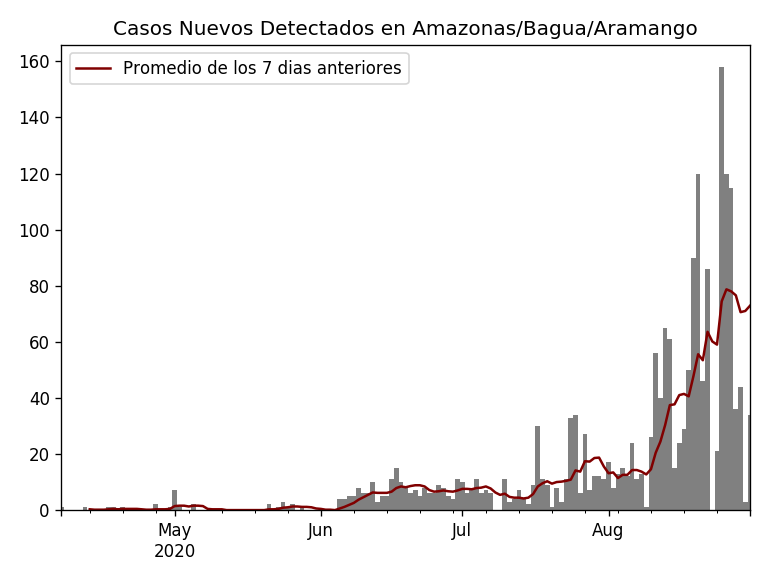 Casos Nuevos Detectados en Amazonas/Bagua/Aramango
Promedio de los 7 dias anteriores
160
140
120
100
80
60
40
20
0
May
2020
Jun
Jul
Aug